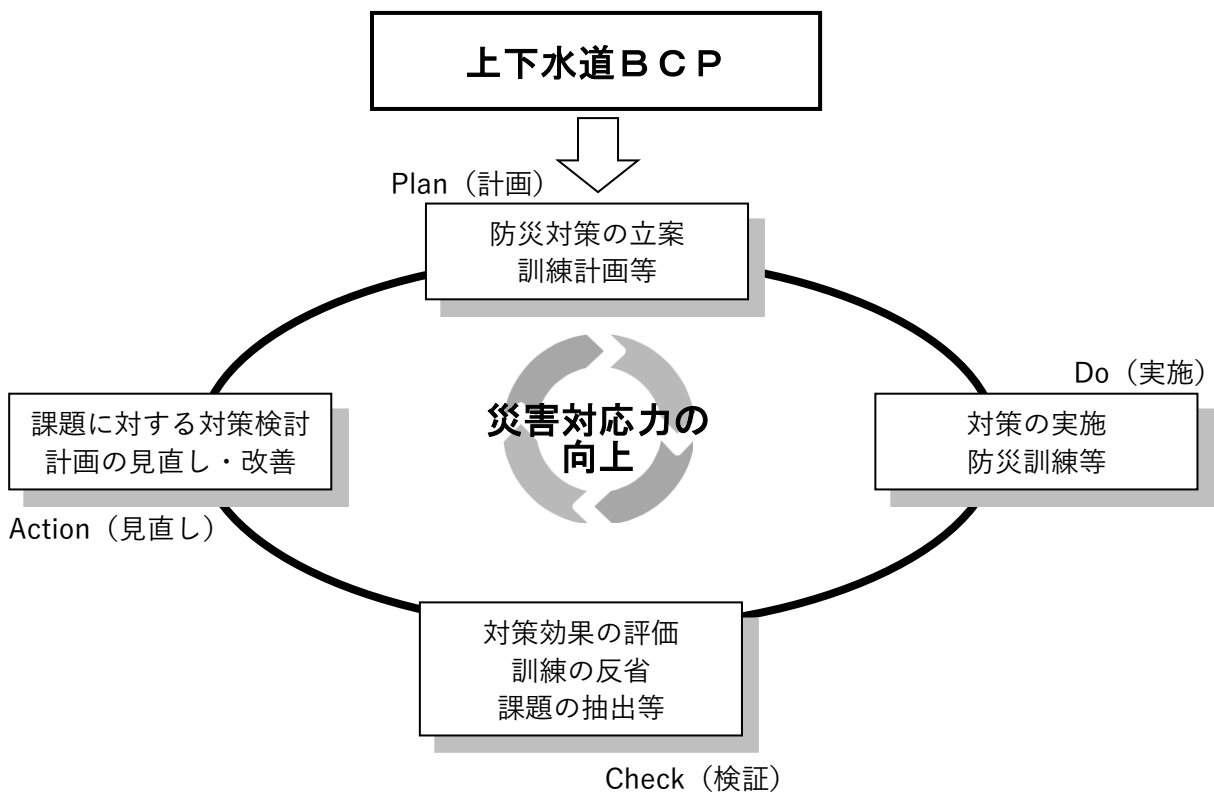 上下水道ＢＣＰ
Plan（計画）
防災対策の立案
訓練計画等
Do（実施）
対策の実施
防災訓練等
災害対応力の
向上
課題に対する対策検討
計画の見直し・改善
Action（見直し）
対策効果の評価
訓練の反省
課題の抽出等
Check（検証）